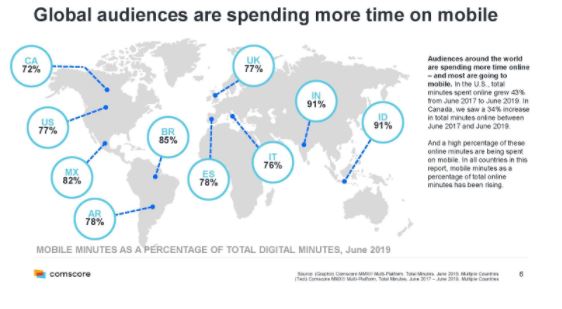 Global audiences are spending more time on mobile
CA
72%
UK
77%
IN
91%
US
77%
BR
85%
ID
91%
MX
82%
ES
78%
IT
76%
AR
78%
Audiences around the world
are spending more time online
– and most are going to
mobile. In the U.S., total
minutes spent online grew 43%
from June 2017 to June 2019. In
Canada, we saw a 34% increase
in total minutes online between
June 2017 and June 2019.
And a high percentage of these
online minutes are being spent
on mobile. In all countries in this
report, mobile minutes as a
percentage of total online
minutes has been rising.
MOBILE MINUTES AS A PERCENTAGE OF TOTAL DIGITAL MINUTES, June 2019
comscore
Source: (Graphic) Comscore MMX® Multi-Platform, Total Minutes, June 2019, Multiple Countries
(Text) Comscore MMX® Multi-Platform, Total Minutes, June 2017 – June 2019, Multiple Countries
6